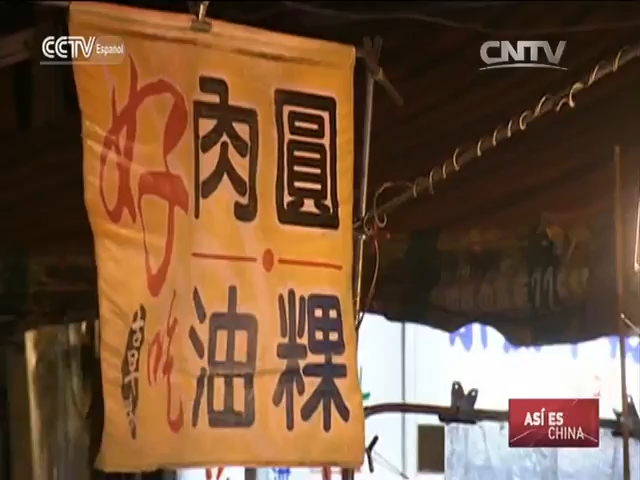 CCTV Español
CNTV
好吃
肉圓
油粿
ASÍ ES
CHINA